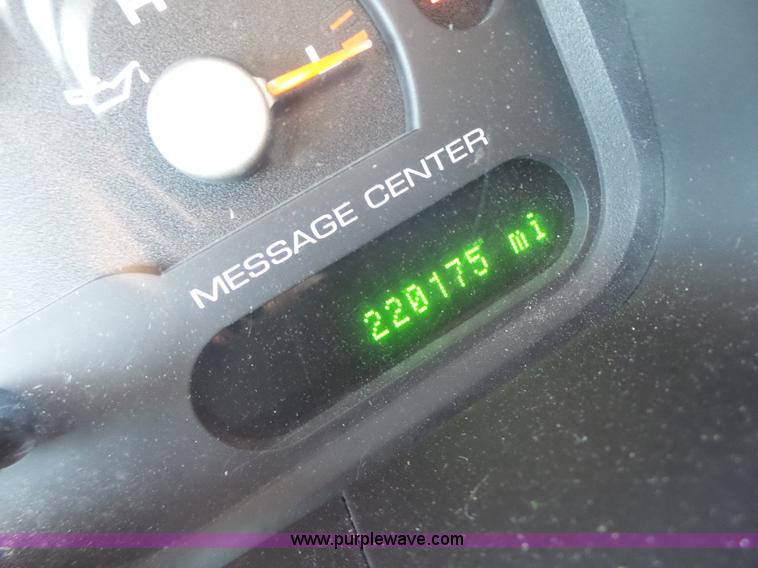 H
MESSAGE CENTER
220175 mi
www.purplewave.com